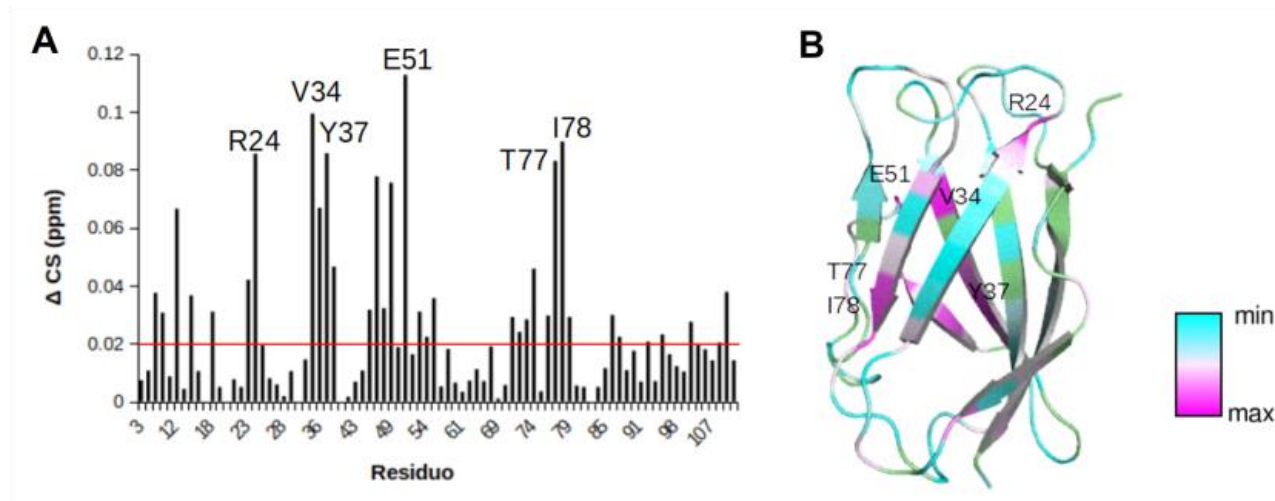 A
0.12
0.1
0.08
0.06
0.04
0.02
0
Δ CS (ppm)
R24
V34
Y37
E51
T77
I78
3
12
18
23
29
36
43
49
54
61
69
74
79
85
91
98
107
Residuo
B
R24
E51
V34
T77
I78
Y37
min
max